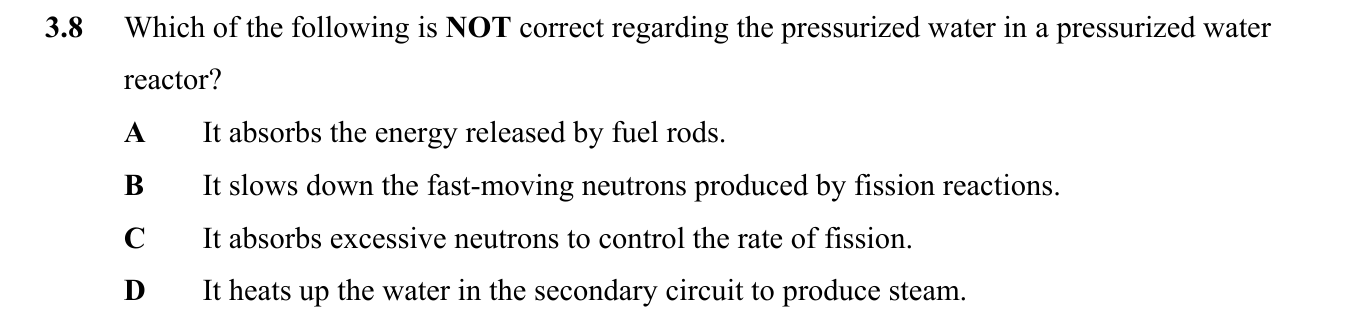 3.8 Which of the following is NOT correct regarding the pressurized water in a pressurized water
reactor?
A It absorbs the energy released by fuel rods.
B It slows down the fast-moving neutrons produced by fission reactions.
C It absorbs excessive neutrons to control the rate of fission.
D It heats up the water in the secondary circuit to produce steam.